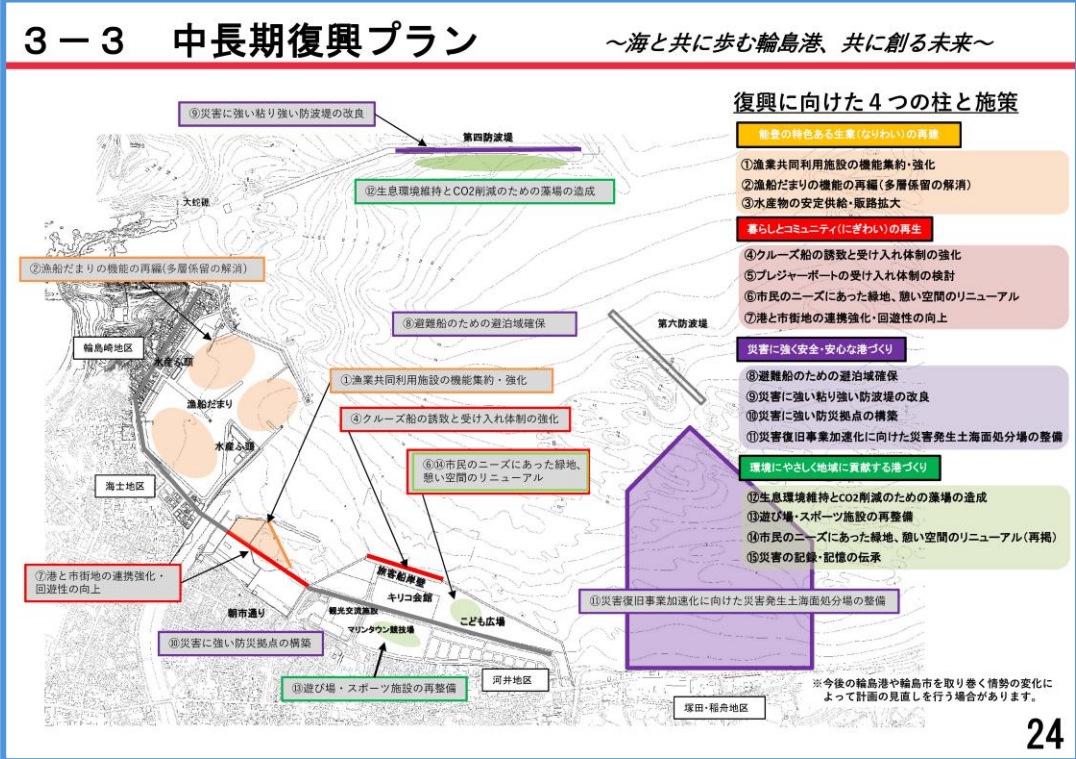 ３－３　中長期復興プラン
～海と共に歩む輪島港、共に創る未来～
⑨災害に強い粘り強い防波堤の改良
第四防波堤
⑫生息環境維持とCO2削減のための藻場の造成
大蛇礁
②漁船だまりの機能の再編(多層係留の解消)
⑧避難船のための避泊域確保
第六防波堤
輪島崎地区
水産ふ頭
漁船だまり
水産ふ頭
①漁業共同利用施設の機能集約・強化
④クルーズ船の誘致と受け入れ体制の強化
⑥⑭市民のニーズにあった緑地、
憩い空間のリニューアル
海士地区
⑦港と市街地の連携強化・
回遊性の向上
旅客船岸壁
キリコ会館
朝市通り
観光交流施設
こども広場
マリンタウン競技場
⑪災害復旧事業加速化に向けた災害発生土海面処分場の整備
⑩災害に強い防災拠点の構築
⑬遊び場・スポーツ施設の再整備
河井地区
塚田・稲舟地区
復興に向けた４つの柱と施策
能登の特色ある生業(なりわい)の再建
①漁業共同利用施設の機能集約・強化
②漁船だまりの機能の再編(多層係留の解消)
③水産物の安定供給・販路拡大
暮らしとコミュニティ(にぎわい)の再生
④クルーズ船の誘致と受け入れ体制の強化
⑤プレジャーボートの受け入れ体制の検討
⑥市民のニーズにあった緑地、憩い空間のリニューアル
⑦港と市街地の連携強化・回遊性の向上
災害に強く安全・安心な港づくり
⑧避難船のための避泊域確保
⑨災害に強い粘り強い防波堤の改良
⑩災害に強い防災拠点の構築
⑪災害復旧事業加速化に向けた災害発生土海面処分場の整備
環境にやさしく地域に貢献する港づくり
⑫生息環境維持とCO2削減のための藻場の造成
⑬遊び場・スポーツ施設の再整備
⑭市民のニーズにあった緑地、憩い空間のリニューアル(再掲)
⑮災害の記録・記憶の伝承
※今後の輪島港や輪島市を取り巻く情勢の変化に
よって計画の見直しを行う場合があります。
24